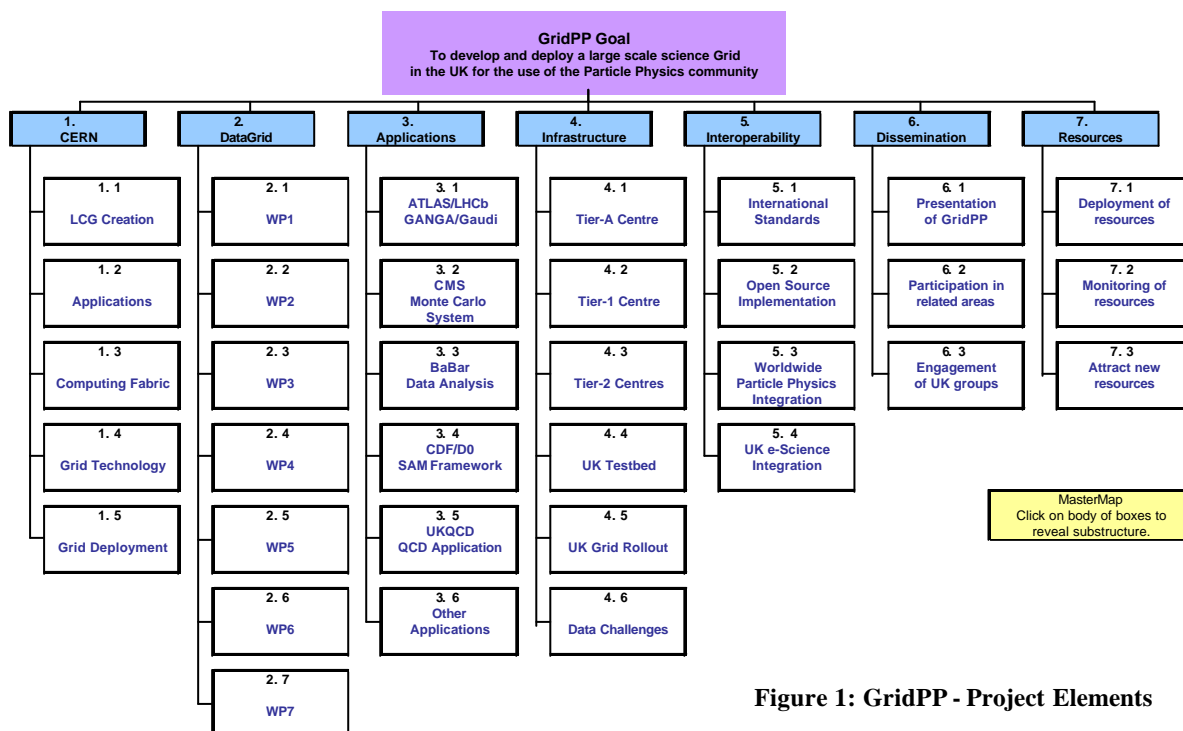 GridPP Goal
To develop and deploy a large scale science Grid
in the UK for the use of the Particle Physics community
1.
CERN
2.
DataGrid
3.
Applications
4.
Infrastructure
5.
Interoperability
6.
Dissemination
7.
Resources
1. 1
LCG Creation
1. 2
Applications
1. 3
Computing Fabric
1. 4
Grid Technology
1. 5
Grid Deployment
2. 1
WP1
2. 2
WP2
2. 3
WP3
2. 4
WP4
2. 5
WP5
2. 6
WP6
2. 7
WP7
3. 1
ATLAS/LHCb
GANGA/Gaudi
3. 2
CMS
Monte Carlo
System
3. 3
BaBar
Data Analysis
3. 4
CDF/D0
SAM Framework
3. 5
UKQCD
QCD Application
3. 6
Other
Applications
4. 1
Tier-A Centre
4. 2
Tier-1 Centre
4. 3
Tier-2 Centres
4. 4
UK Testbed
4. 5
UK Grid Rollout
4. 6
Data Challenges
5. 1
International
Standards
5. 2
Open Source
Implementation
5. 3
Worldwide
Particle Physics
Integration
5. 4
UK e-Science
Integration
6. 1
Presentation
of GridPP
6. 2
Participation in
related areas
6. 3
Engagement
of UK groups
7. 1
Deployment of
resources
7. 2
Monitoring of
resources
7. 3
Attract new
resources
MasterMap
Click on body of boxes to
reveal substructure.
Figure 1: GridPP - Project Elements